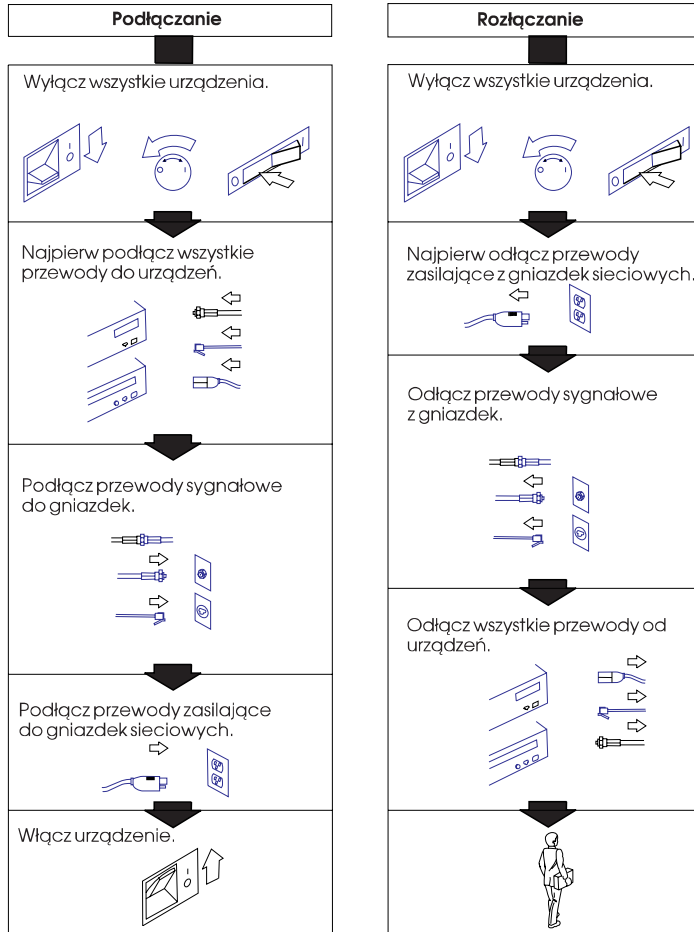 Podłączanie
Wyłącz wszystkie urządzenia.
Najpierw podłącz wszystkie
przewody do urządzeń.
Podłącz przewody sygnałowe
do gniazdek.
Podłącz przewody zasilające
do gniazdek sieciowych.
Włącz urządzenie.
Rozłączanie
Wyłącz wszystkie urządzenia.
Najpierw odłącz przewody
zasilające z gniazdek sieciowych.
Odłącz przewody sygnałowe
z gniazdek.
Odłącz wszystkie przewody od
urządzeń.